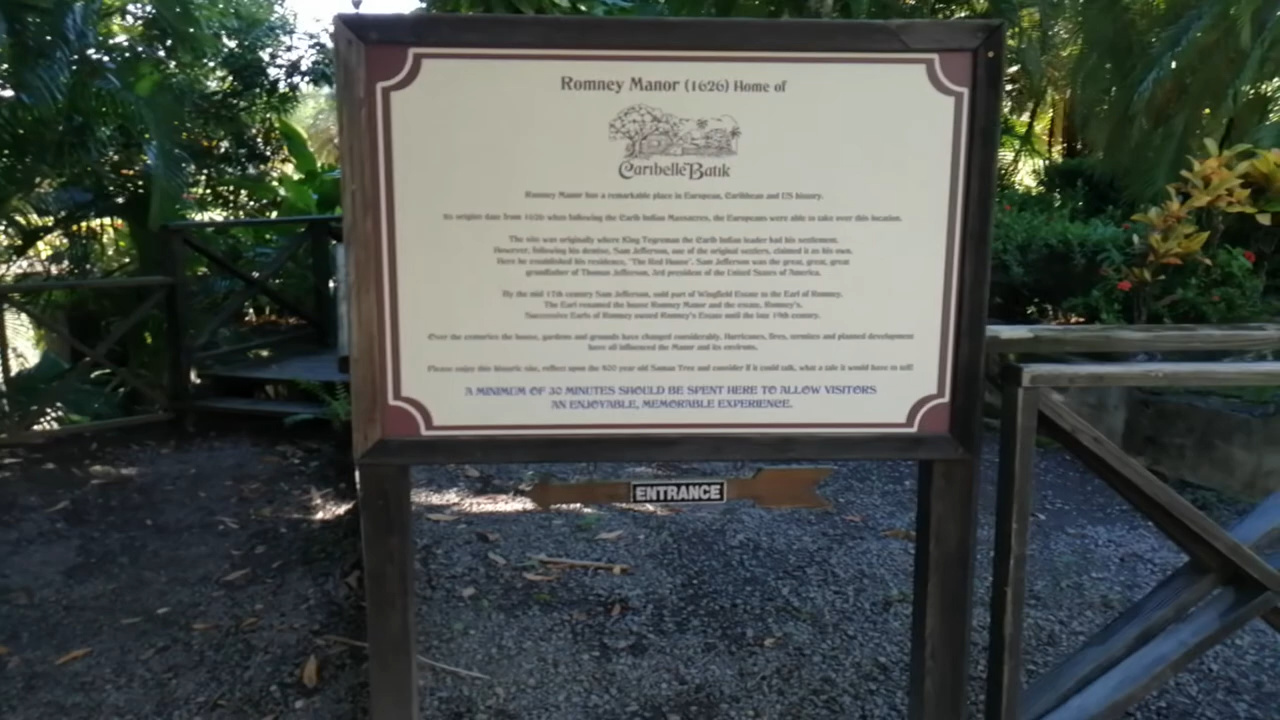 Romney Manor (1626) Home of
Caribelle Batik
Romney Manor has a remarkable place in European, Caribbean and US history.
Its origins date from 1626 when following the Carib Indian Massacres, the Europeans were able to take over this location.
The site was originally where King Tegreman the Carib Indian leader had his settlement.
However, following his demise, Sam Jefferson, one of the original settlers, claimed it as his own.
Here he established his residence, "The Red House". Sam Jefferson was the great, great, great
grandfather of Thomas Jefferson, 3rd president of the United States of America.
By the mid 17th century Sam Jefferson, sold part of Wingfield Estate to the Earl of Romney.
The Earl renamed the house Romney Manor and the estate, Romney's.
Successive Earls of Romney owned Romney's Estate until the late 19th century.
Over the centuries the house, gardens and grounds have changed considerably. Hurricanes, fires, termites and planned development
have all influenced the Manor and its environs.
Please enjoy this historic site, reflect upon the 400 year old Saman Tree and consider if it could talk, what a tale it would have to tell!
A MINIMUM OF 30 MINUTES SHOULD BE SPENT HERE TO ALLOW VISITORS
AN ENJOYABLE, MEMORABLE EXPERIENCE.
ENTRANCE